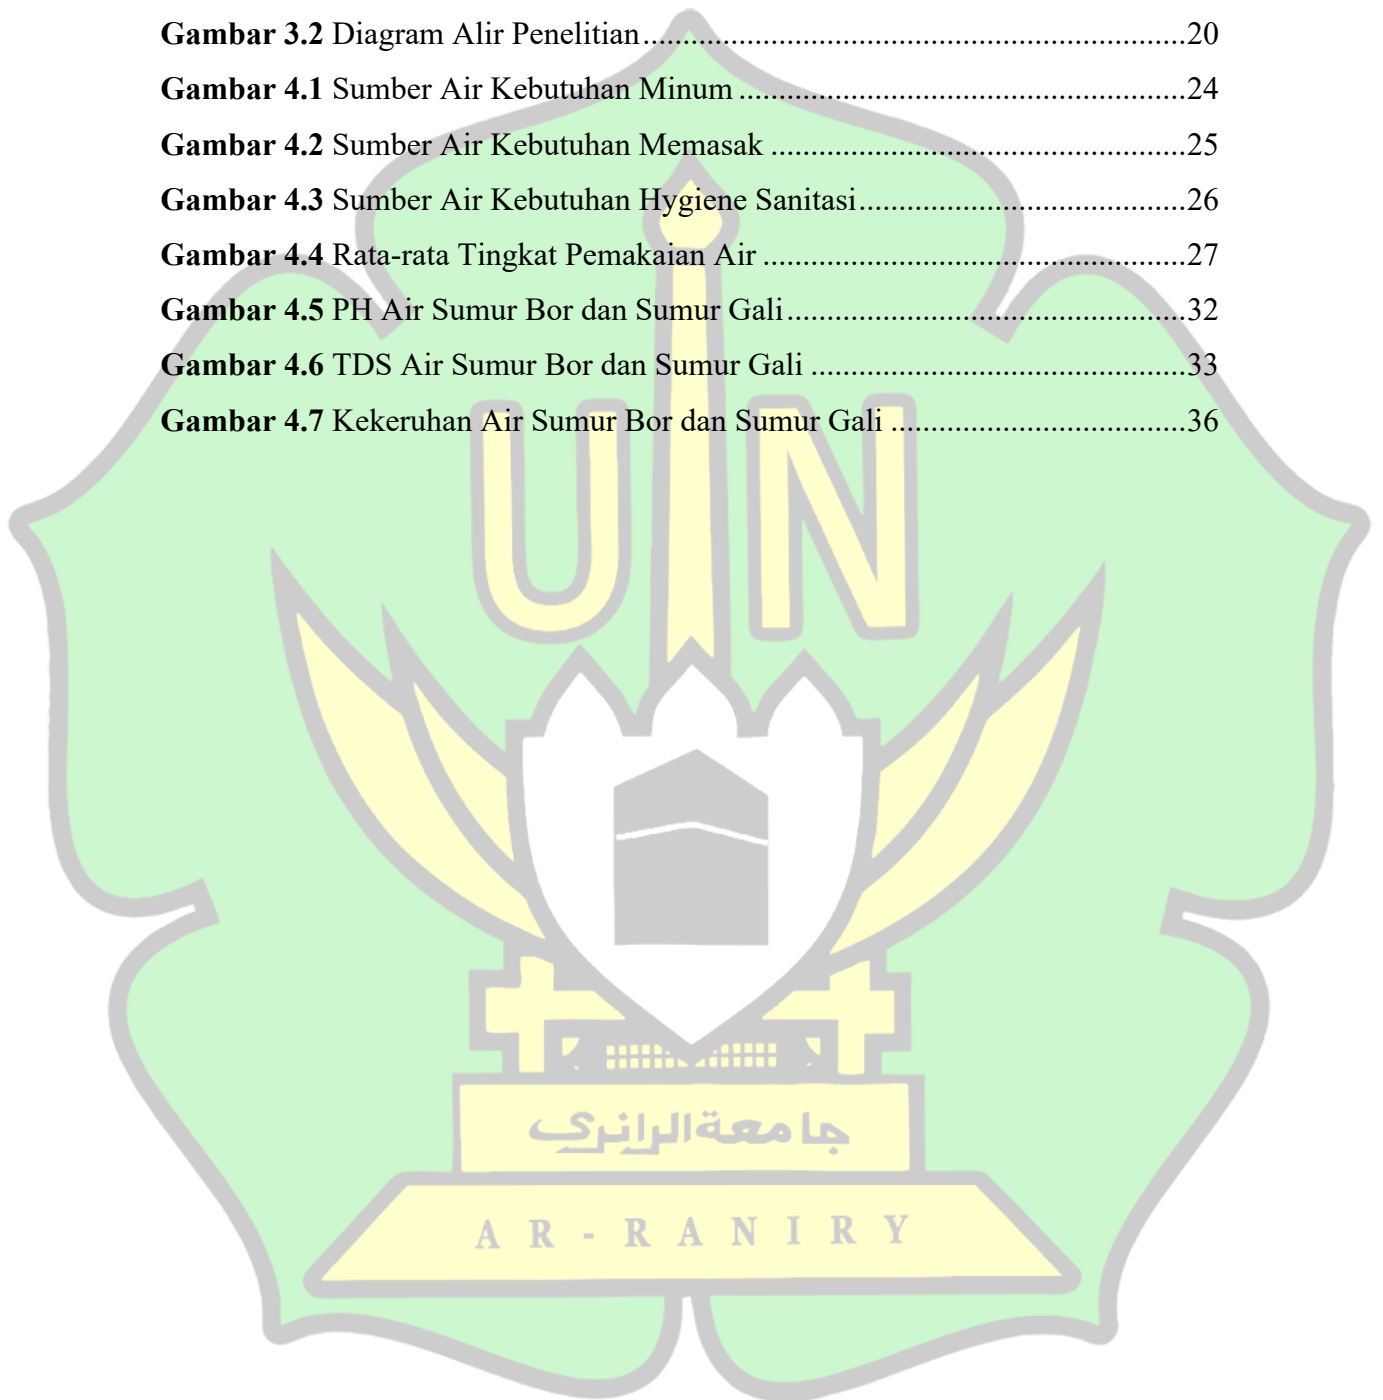 Gambar 3.2 Diagram Alir Penelitian......................................................................20
Gambar 4.1 Sumber Air Kebutuhan Minum .........................................................24
Gambar 4.2 Sumber Air Kebutuhan Memasak .....................................................25
Gambar 4.3 Sumber Air Kebutuhan Hygiene Sanitasi..........................................26
Gambar 4.4 Rata-rata Tingkat Pemakaian Air ......................................................27
Gambar 4.5 PH Air Sumur Bor dan Sumur Gali...................................................32
Gambar 4.6 TDS Air Sumur Bor dan Sumur Gali ................................................33
Gambar 4.7 Kekeruhan Air Sumur Bor dan Sumur Gali ......................................36
UIN
جامعةالرانري
AR-RANIRY